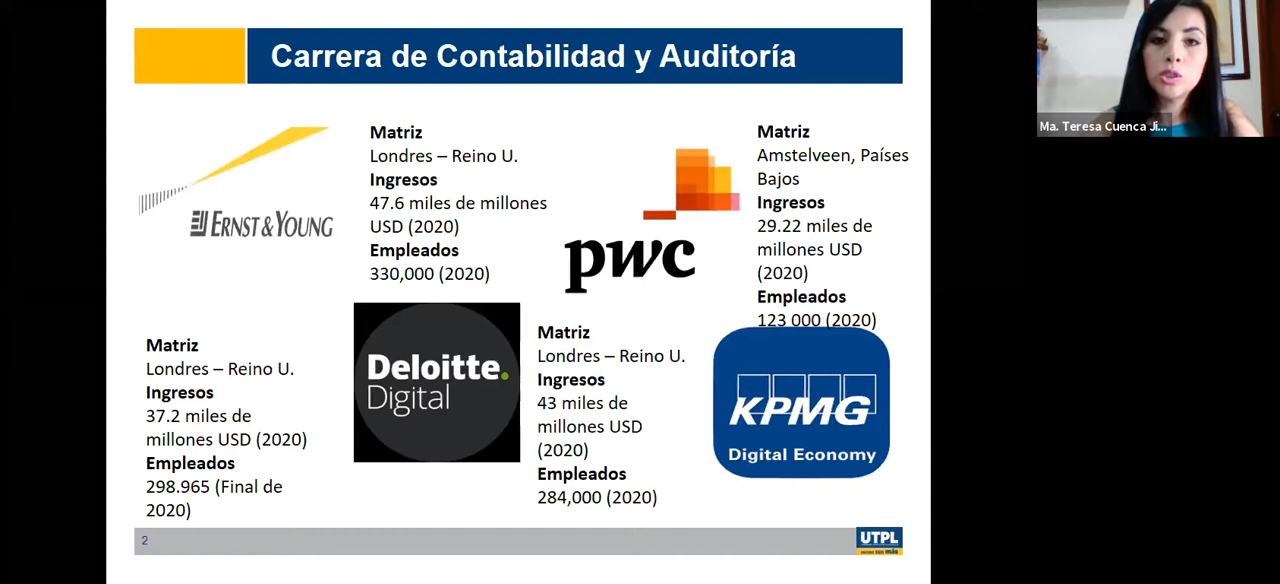 Carrera de Contabilidad y Auditoría
Ma. Teresa Cuenca Jí...
ERNST & YOUNG
Matriz
Londres – Reino U.
Ingresos
47.6 miles de millones
USD (2020)
Empleados
330,000 (2020)
pwc
Matriz
Amstelveen, Países
Bajos
Ingresos
29.22 miles de
millones USD
(2020)
Empleados
123 000 (2020)
Matriz
Londres – Reino U.
Ingresos
37.2 miles de
millones USD (2020)
Empleados
298.965 (Final de
2020)
Deloitte.
Digital
Matriz
Londres – Reino U.
Ingresos
43 miles de
millones USD
(2020)
Empleados
284,000 (2020)
KPMG
Digital Economy
2
UTPL